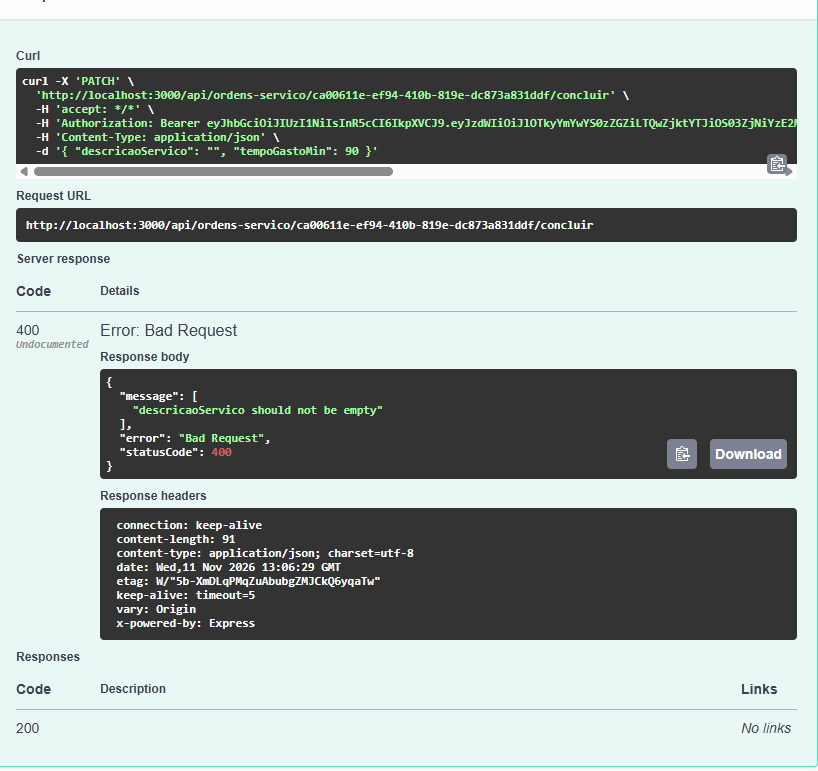 Curl
curl -X 'PATCH' \
'http://localhost:3000/api/ordens-servico/ca00611e-ef94-410b-819e-dc873a831ddf/concluir' \
-H 'accept: */*' \
-H 'Authorization: Bearer eyJhbGciOiJIUzI1NiIsInR5cCI6IkpXVCJ9.eyJzdWIiOiJlOTkyYmYwYS0zZGZiLTQwZjktYTJiOS03ZjNiYzE2M
-H 'Content-Type: application/json' \
-d '{ "descricaoServico": "", "tempoGastoMin": 90 }'
Request URL
http://localhost:3000/api/ordens-servico/ca00611e-ef94-410b-819e-dc873a831ddf/concluir
Server response
Code Details
400 Error: Bad Request
Undocumented
Response body
{
"message": [
"descricaoServico should not be empty"
],
"error": "Bad Request",
"statusCode": 400
}
Download
Response headers
connection: keep-alive
content-length: 91
content-type: application/json; charset=utf-8
date: Wed,11 Nov 2026 13:06:29 GMT
etag: W/"5b-XmDLqPMqZuAbubgZMJCkQ6yqaTw"
keep-alive: timeout=5
vary: Origin
x-powered-by: Express
Responses
Code Description Links
200 No links